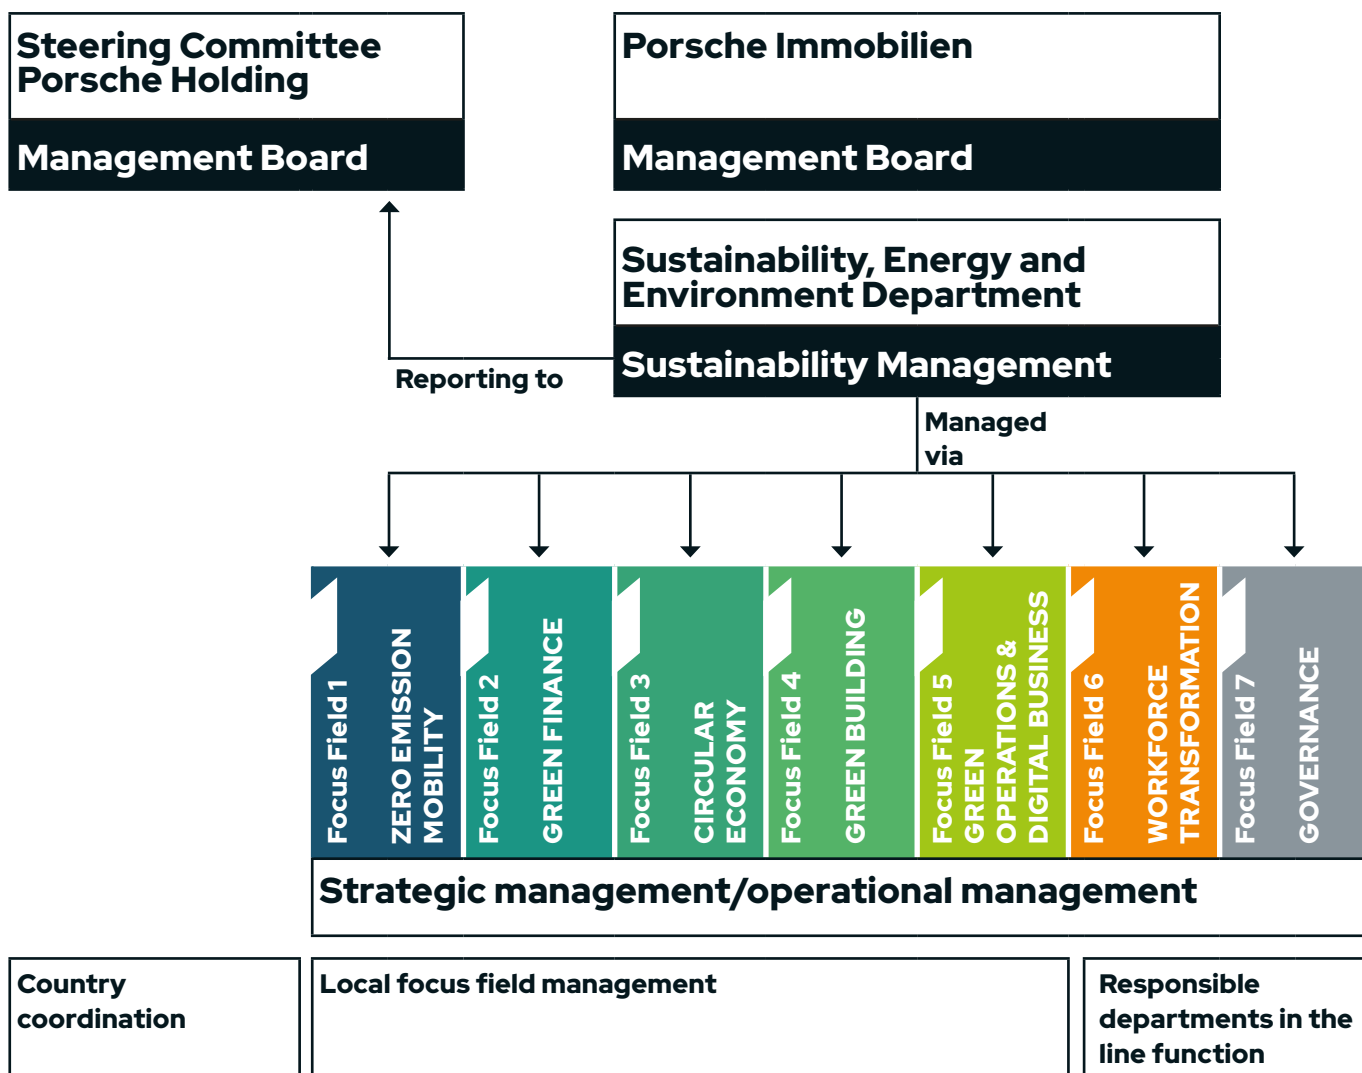 Steering Committee
Porsche Holding
Management Board
Porsche Immobilien
Management Board
Sustainability, Energy and
Environment Department
Sustainability Management
Reporting to
Managed
via
Focus Field 1
ZERO EMISSION
MOBILITY
Focus Field 2
GREEN FINANCE
Focus Field 3
CIRCULAR
ECONOMY
Focus Field 4
GREEN BUILDING
Focus Field 5
GREEN
OPERATIONS &
DIGITAL BUSINESS
Focus Field 6
WORKFORCE
TRANSFORMATION
Focus Field 7
GOVERNANCE
Strategic management/operational management
Country
coordination
Local focus field management
Responsible
departments in the
line function